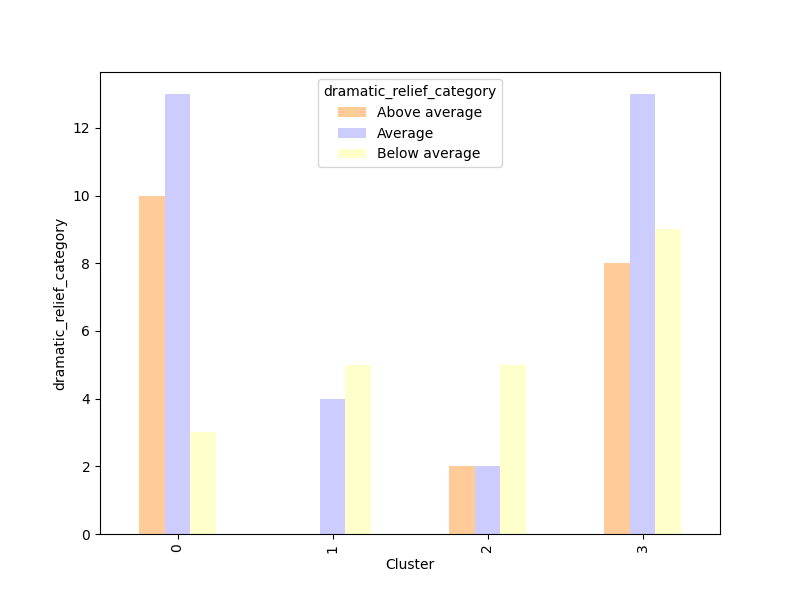 dramatic_relief_category
Above average
Average
Below average
12
10
8
6
4
2
0
dramatic_relief_category
0
1
2
3
Cluster